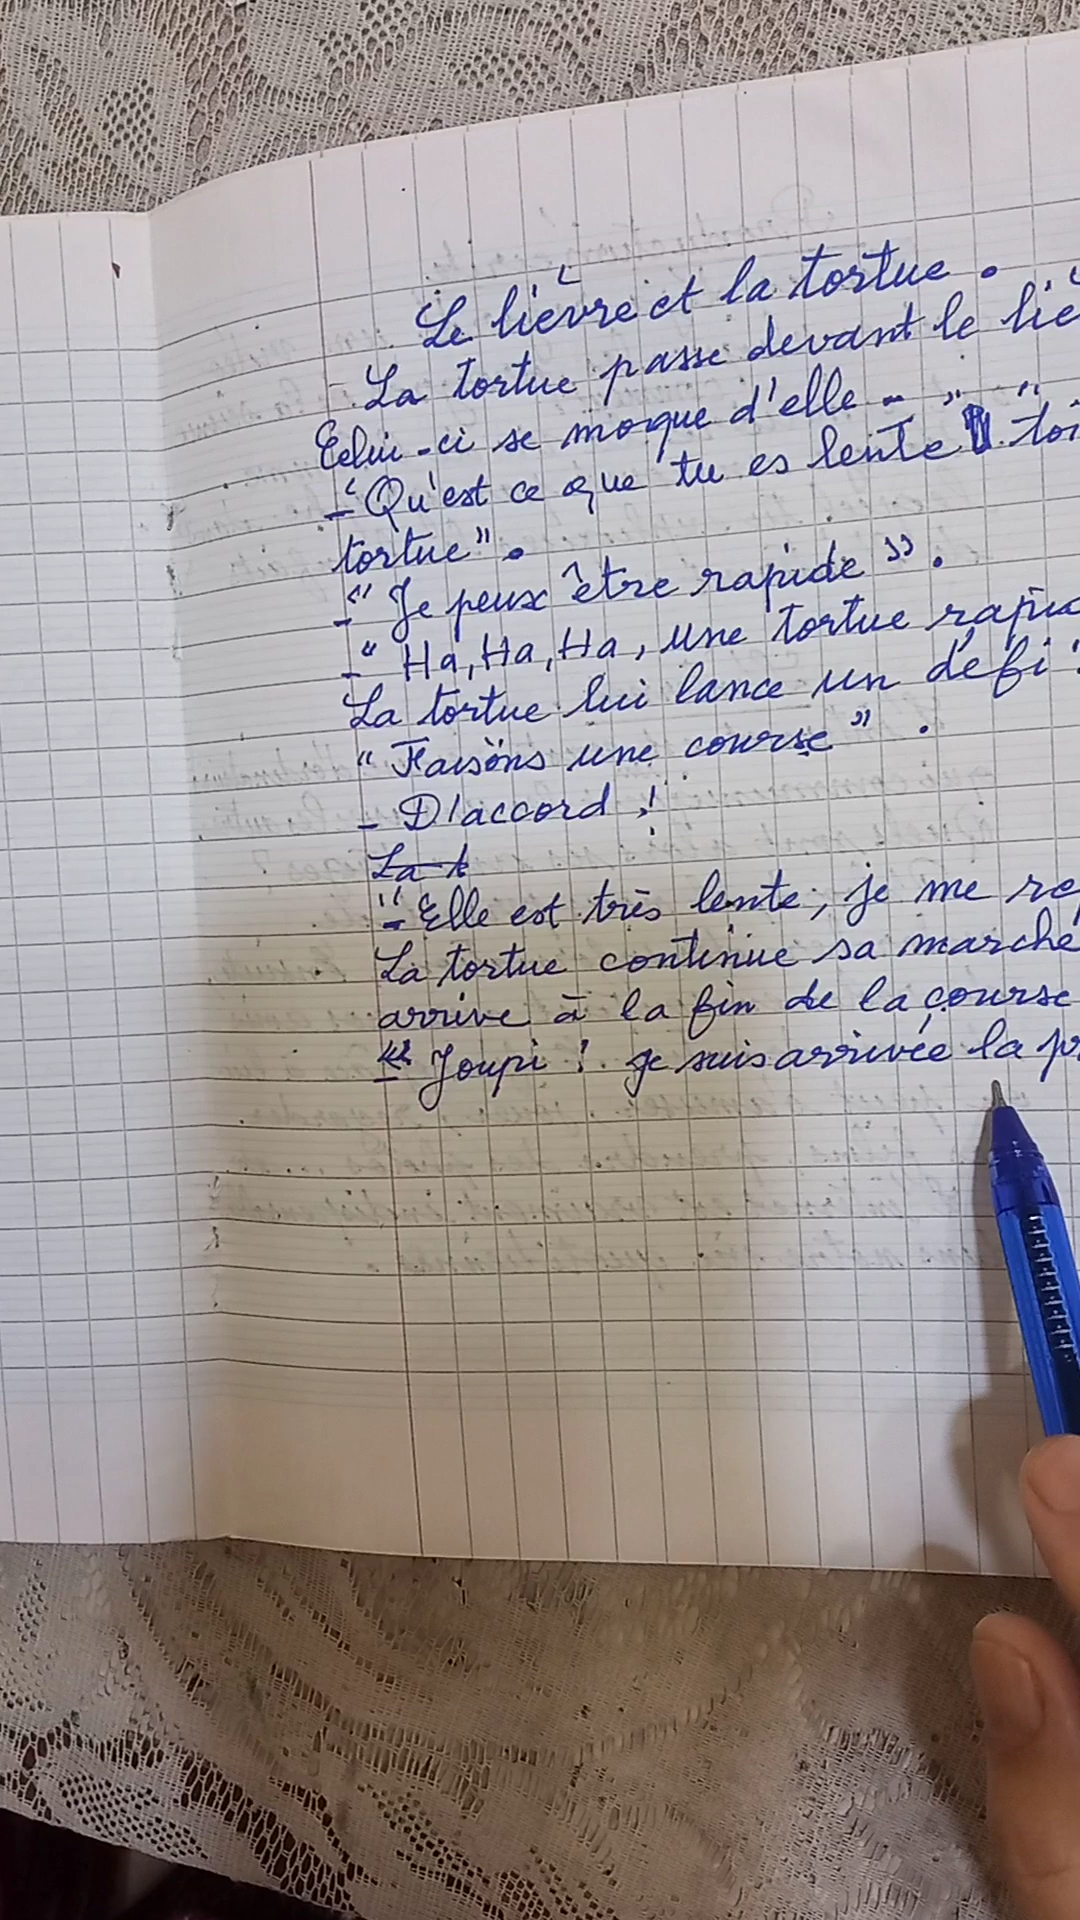 Le lièvre et la tortue.
La tortue passe devant le liè
Celui-ci se moque d'elle - " "
- "Qu'est ce que tu es lente toi
tortue".
- "Je peux être rapide".
- " Ha, Ha, Ha, une tortue rapid
La tortue lui lance un défi :
" Faisons une course".
- D'accord !
La t
"- Elle est très lente, je me re
La tortue continue sa marche
arrive à la fin de la course
- " Youpi ! Je suis arrivée la pr